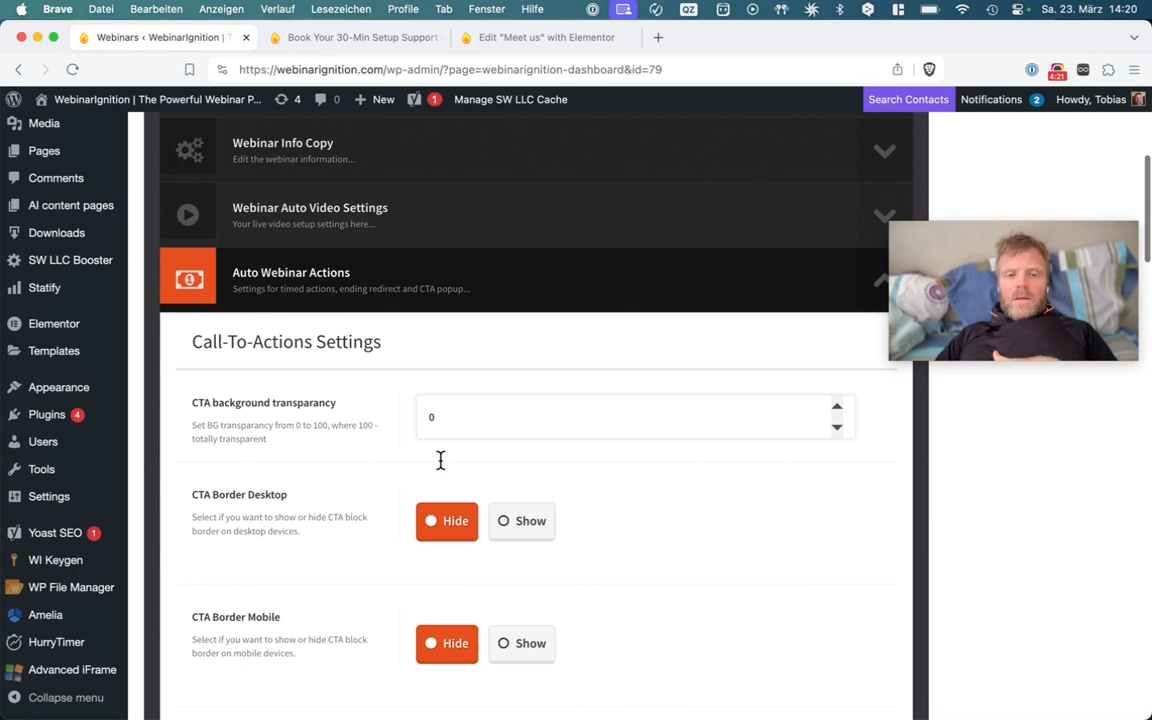 Brave Datei Bearbeiten Anzeigen Verlauf Lesezeichen Profile Tab Fenster Hilfe QZ Sa. 23. März 14:20
Webinars ‹ WebinarIgnition | T Book Your 30-Min Setup Support Edit "Meet us" with Elementor
https://webinarignition.com/wp-admin/?page=webinarignition-dashboard&id=79 4:21
WebinarIgnition | The Powerful Webinar P... 4 0 New 1 Manage SW LLC Cache Search Contacts Notifications 2 Howdy, Tobias
Media
Pages
Comments
AI content pages
Downloads
SW LLC Booster
Statify
Elementor
Templates
Appearance
Plugins 4
Users
Tools
Settings
Yoast SEO 1
WI Keygen
WP File Manager
Amelia
HurryTimer
Advanced iFrame
Collapse menu
Webinar Info Copy
Edit the webinar information...
Webinar Auto Video Settings
Your live video setup settings here...
Auto Webinar Actions
Settings for timed actions, ending redirect and CTA popup...
Call-To-Actions Settings
CTA background transparancy
Set BG transparency from 0 to 100, where 100 -
totally transparent
0
CTA Border Desktop
Select if you want to show or hide CTA block
border on desktop devices.
Hide Show
CTA Border Mobile
Select if you want to show or hide CTA block
border on mobile devices.
Hide Show